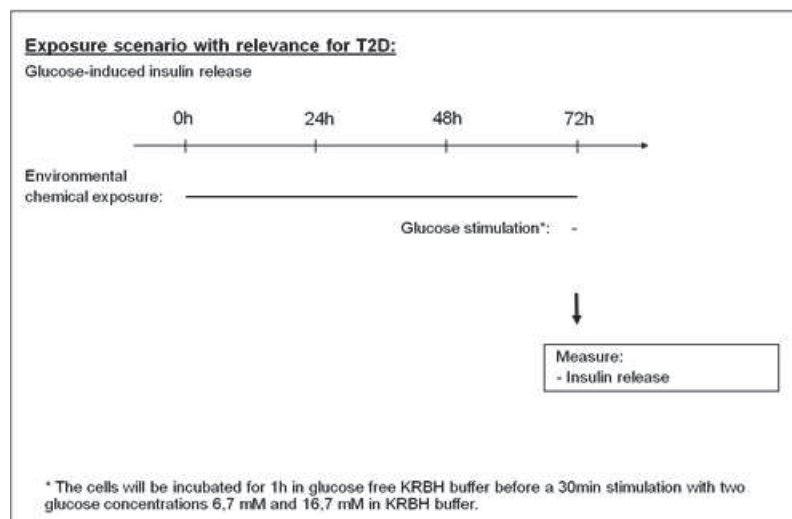 Exposure scenario with relevance for T2D:
Glucose-induced insulin release
0h 24h 48h 72h
Environmental
chemical exposure:
Glucose stimulation*: -
Measure:
- Insulin release
* The cells will be incubated for 1h in glucose free KRBH buffer before a 30min stimulation with two
glucose concentrations 6,7 mM and 16,7 mM in KRBH buffer.